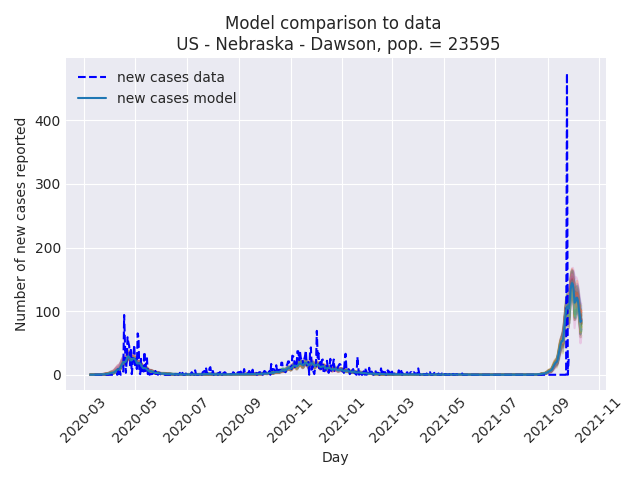 Model comparison to data
US - Nebraska - Dawson, pop. = 23595
new cases data
new cases model
Number of new cases reported
400
300
200
100
0
2020-03
2020-05
2020-07
2020-09
2020-11
2021-01
2021-03
2021-05
2021-07
2021-09
2021-11
Day